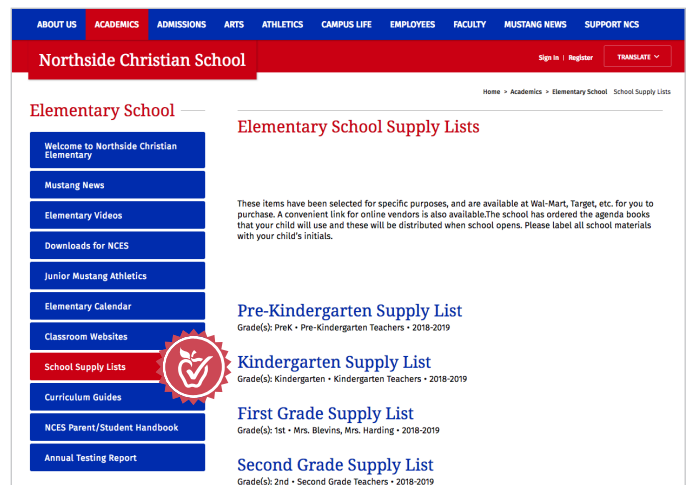 ABOUT US ACADEMICS ADMISSIONS ARTS ATHLETICS CAMPUS LIFE EMPLOYEES FACULTY MUSTANG NEWS SUPPORT NCS
Northside Christian School
Sign In | Register TRANSLATE
Home > Academics > Elementary School School Supply Lists
Elementary School
Welcome to Northside Christian
Elementary
Mustang News
Elementary Videos
Downloads for NCES
Junior Mustang Athletics
Elementary Calendar
Classroom Websites
School Supply Lists
Curriculum Guides
NCES Parent/Student Handbook
Annual Testing Report
Elementary School Supply Lists
These items have been selected for specific purposes, and are available at Wal-Mart, Target, etc. for you to
purchase. A convenient link for online vendors is also available.The school has ordered the agenda books
that your child will use and these will be distributed when school opens. Please label all school materials
with your child's initials.
Pre-Kindergarten Supply List
Grade(s): PreK • Pre-Kindergarten Teachers • 2018-2019
Kindergarten Supply List
Grade(s): Kindergarten • Kindergarten Teachers • 2018-2019
First Grade Supply List
Grade(s): 1st • Mrs. Blevins, Mrs. Harding • 2018-2019
Second Grade Supply List
Grade(s): 2nd • Second Grade Teachers • 2018-2019